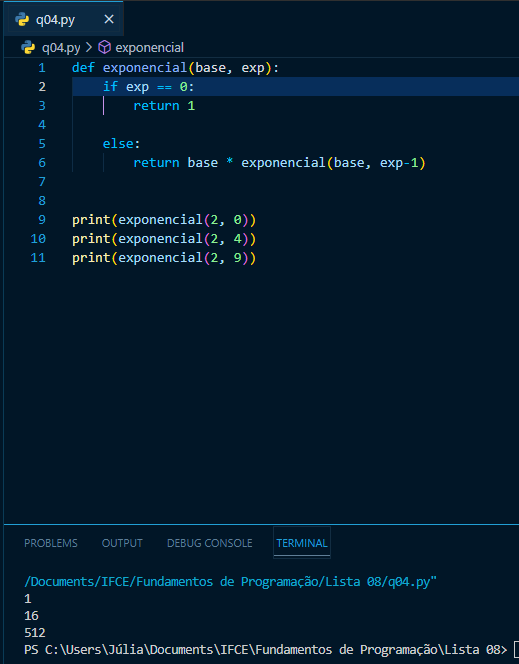 q04.py
q04.py > exponencial
1 def exponencial(base, exp):
2     if exp == 0:
3         return 1
4
5     else:
6         return base * exponencial(base, exp-1)
7
8
9 print(exponencial(2, 0))
10 print(exponencial(2, 4))
11 print(exponencial(2, 9))
PROBLEMS OUTPUT DEBUG CONSOLE TERMINAL
/Documents/IFCE/Fundamentos de Programação/Lista 08/q04.py"
1
16
512
PS C:\Users\Júlia\Documents\IFCE\Fundamentos de Programação\Lista 08>